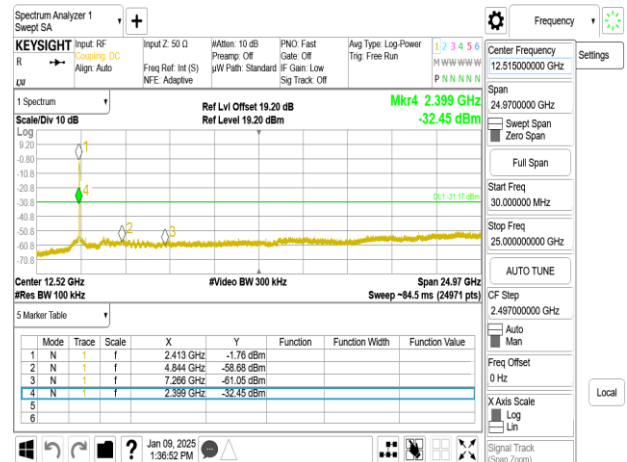 Spectrum Analyzer 1
Swept SA
Frequency
KEYSIGHT
Input: RF
Coupling: DC
Align: Auto
Input Z: 50 Ω
Freq Ref: Int (S)
NFE: Adaptive
#Atten: 10 dB
Preamp: Off
µW Path: Standard
PNO: Fast
Gate: Off
IF Gain: Low
Sig Track: Off
Avg Type: Log-Power
Trig: Free Run
1 2 3 4 5 6
M W W W W W
P N N N N N
R
LXI
1 Spectrum
Scale/Div 10 dB
Ref Lvl Offset 19.20 dB
Ref Level 19.20 dBm
Mkr4 2.399 GHz
-32.45 dBm
Log
9.20
-0.80
-10.8
-20.8
-30.8
-40.8
-50.8
-60.8
-70.8
1
4
2
3
DL1 -31.17 dBm
Center 12.52 GHz
#Res BW 100 kHz
#Video BW 300 kHz
Span 24.97 GHz
Sweep ~84.5 ms (24971 pts)
5 Marker Table
Mode Trace Scale X Y Function Function Width Function Value
1 N 1 f 2.413 GHz -1.76 dBm
2 N 1 f 4.844 GHz -58.68 dBm
3 N 1 f 7.266 GHz -61.05 dBm
4 N 1 f 2.399 GHz -32.45 dBm
5
6
?
Jan 09, 2025
1:36:52 PM
Center Frequency
12.515000000 GHz
Settings
Span
24.9700000 GHz
Swept Span
Zero Span
Full Span
Start Freq
30.000000 MHz
Stop Freq
25.000000000 GHz
AUTO TUNE
CF Step
2.497000000 GHz
Auto
Man
Freq Offset
0 Hz
X Axis Scale
Log
Lin
Local
Signal Track
(Span Zoom)